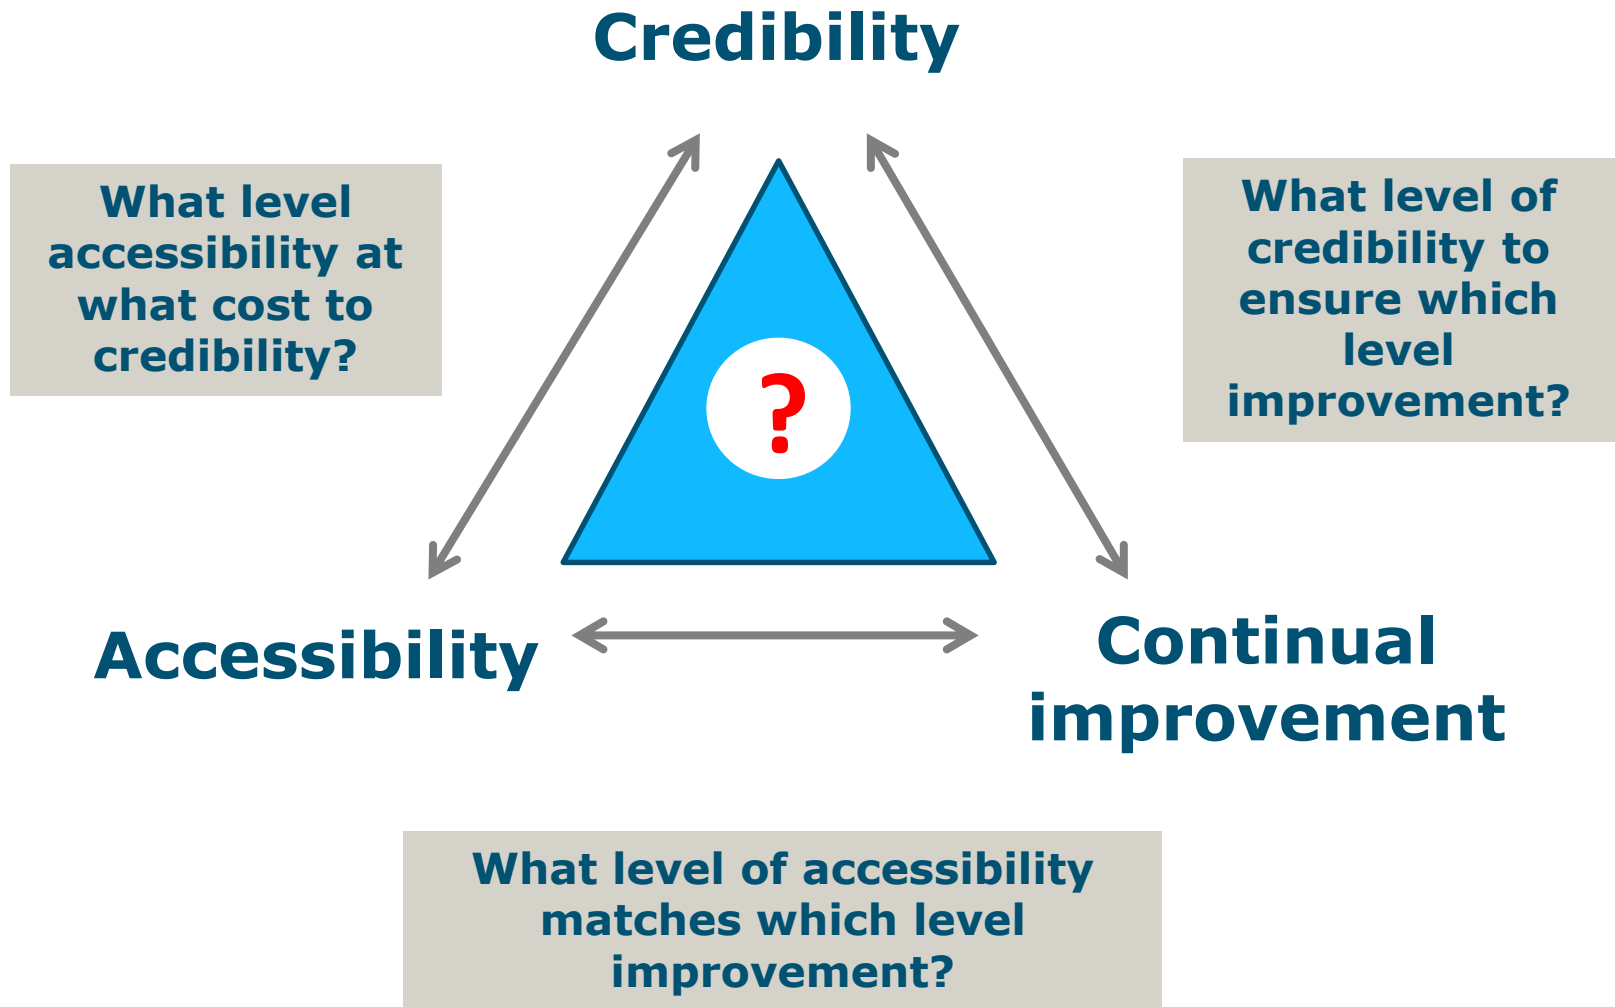 Credibility
What level
accessibility at
what cost to
credibility?
What level of
credibility to
ensure which
level
improvement?
?
Accessibility
Continual
improvement
What level of accessibility
matches which level
improvement?